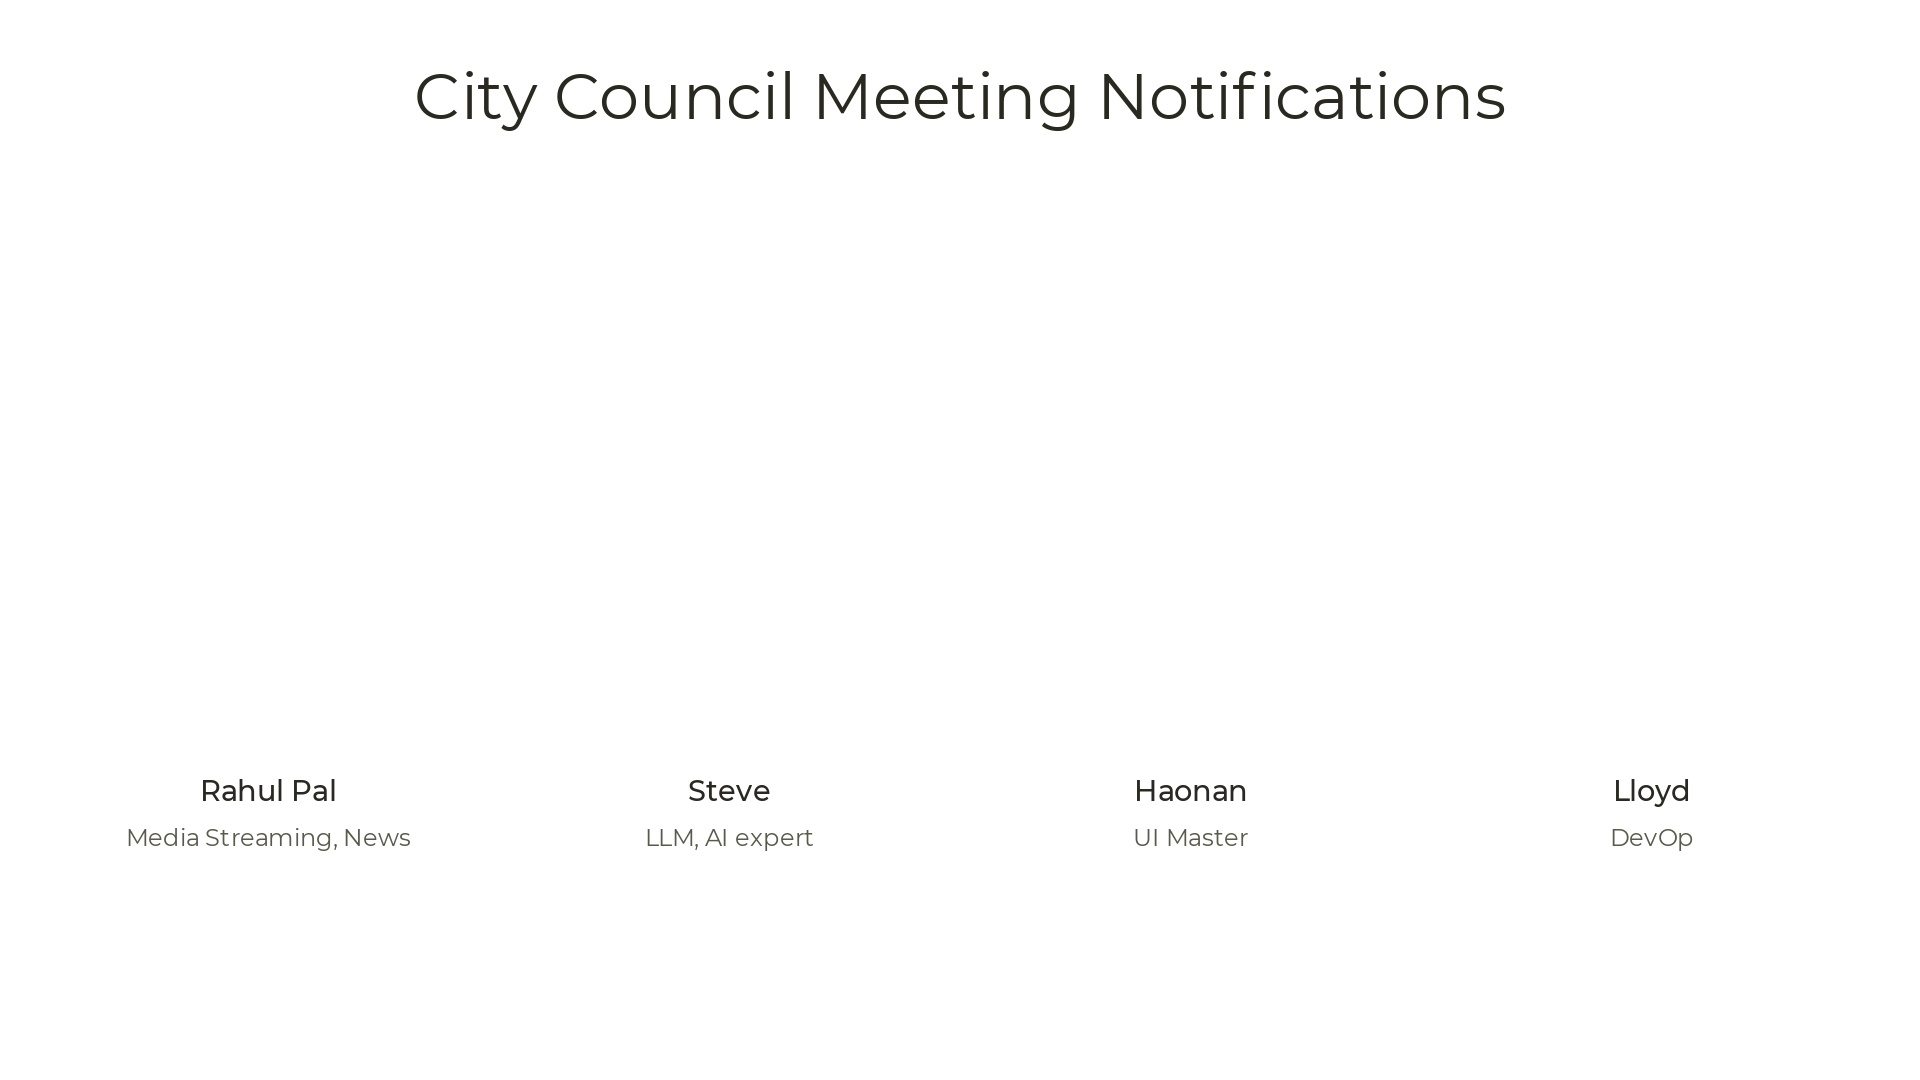 City Council Meeting Notifications
Rahul Pal
Media Streaming, News
Steve
LLM, AI expert
Haonan
UI Master
Lloyd
DevOp